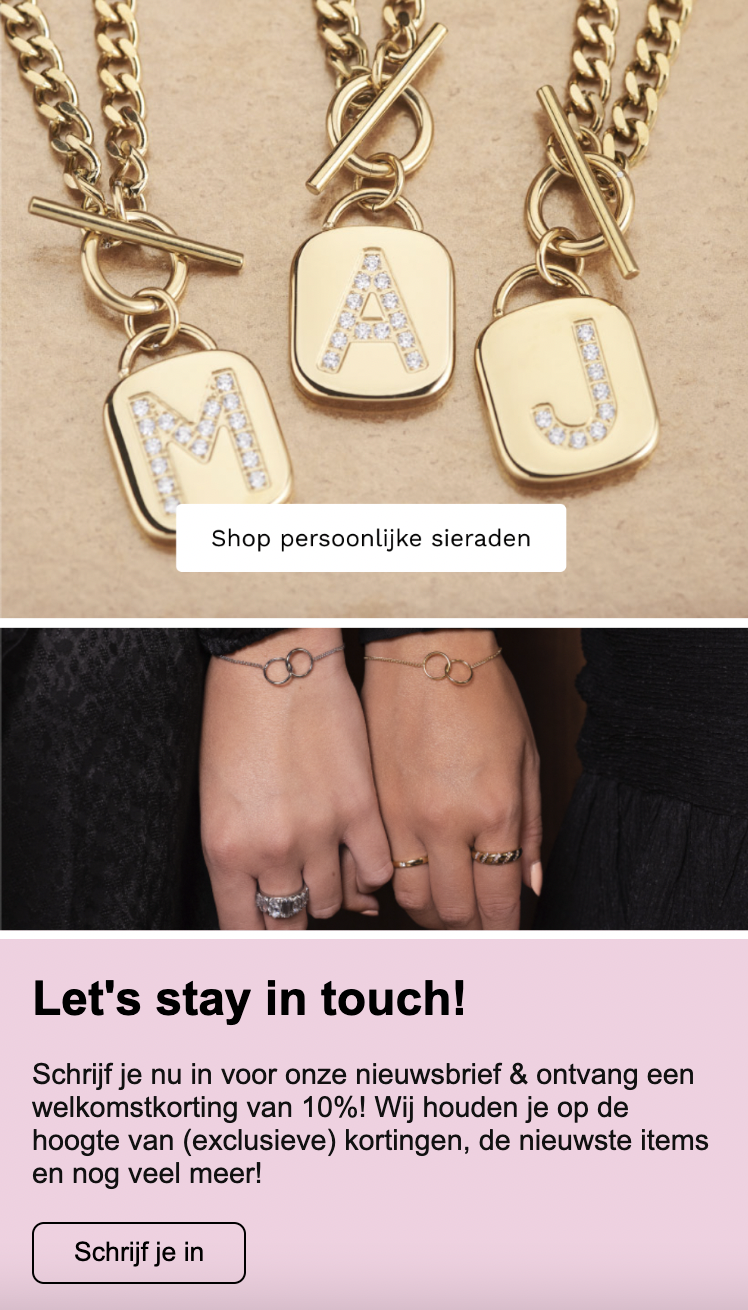 M
A
J
Shop persoonlijke sieraden
Let's stay in touch!
Schrijf je nu in voor onze nieuwsbrief & ontvang een
welkomstkorting van 10%! Wij houden je op de
hoogte van (exclusieve) kortingen, de nieuwste items
en nog veel meer!
Schrijf je in